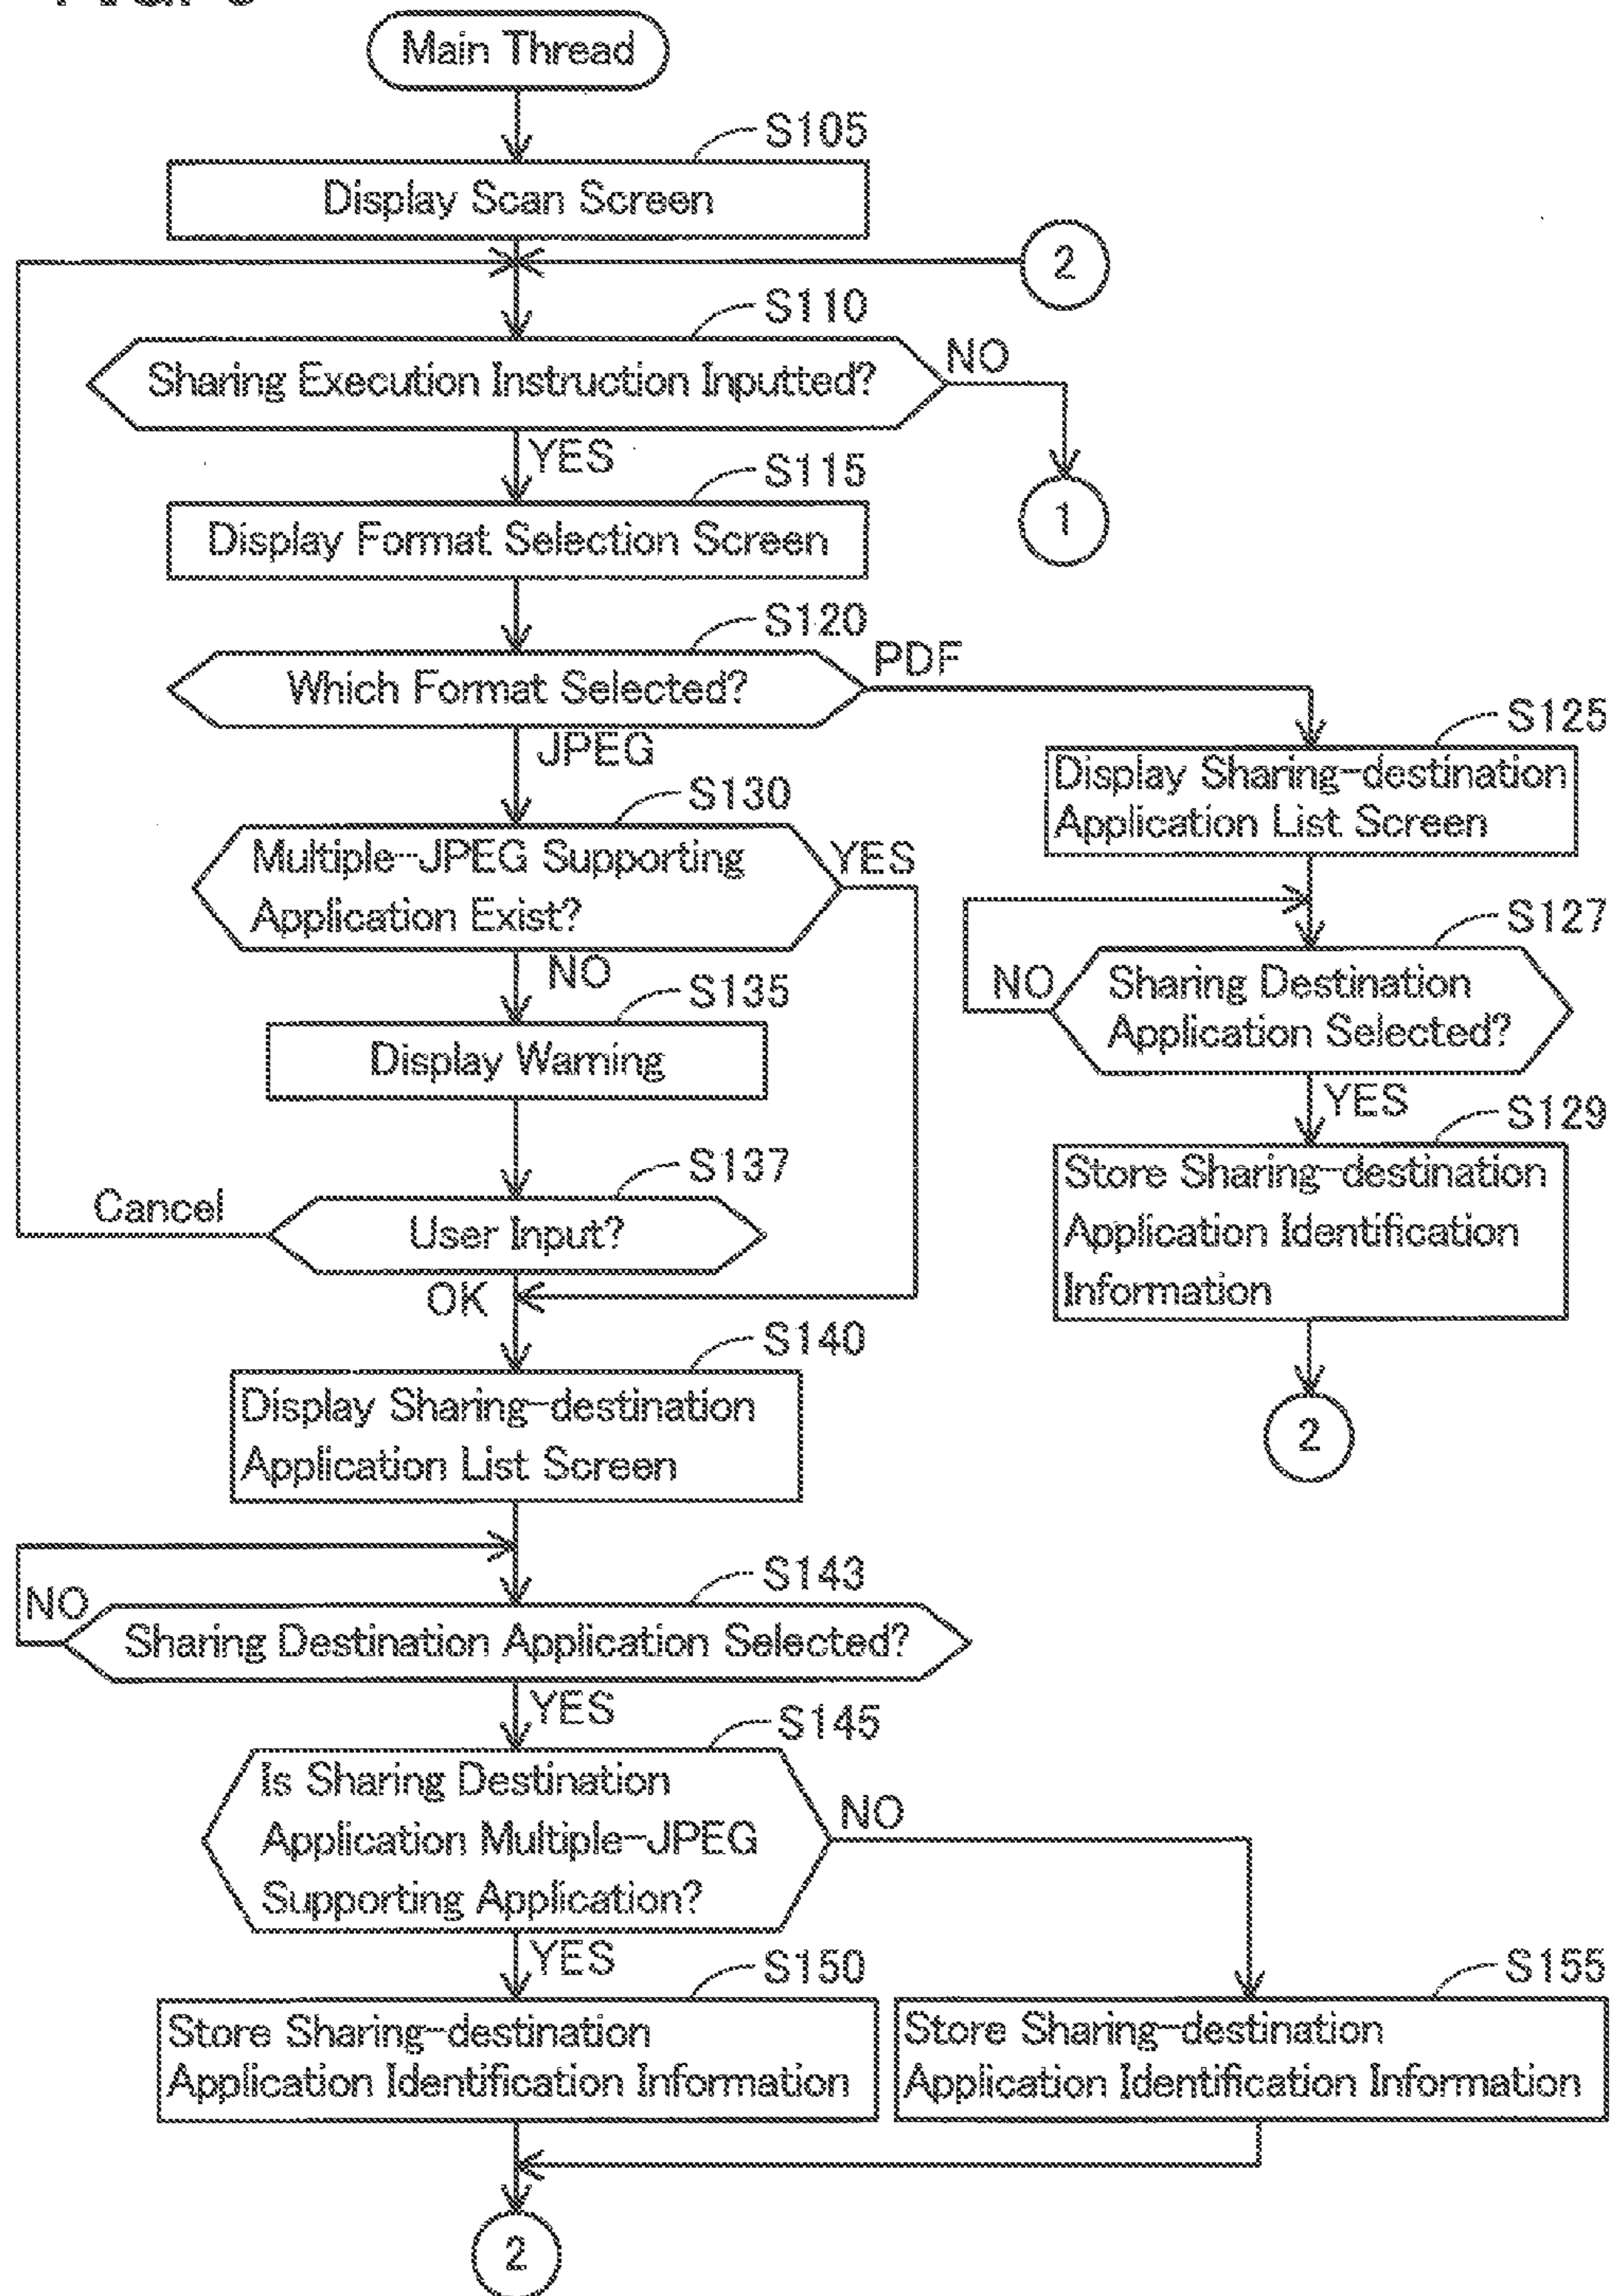 Main Thread
S105
Display Scan Screen
2
S110
Sharing Execution Instruction Inputted?
NO
YES
S115
1
Display Format Selection Screen
S120
Which Format Selected?
PDF
JPEG
S125
Display Sharing-destination
Application List Screen
S130
Multiple-JPEG Supporting
Application Exist?
YES
NO
S127
Sharing Destination
Application Selected?
NO
YES
S135
Display Warning
S129
Store Sharing-destination
Application Identification
Information
2
S137
User Input?
Cancel
OK
S140
Display Sharing-destination
Application List Screen
S143
NO
Sharing Destination Application Selected?
YES
S145
Is Sharing Destination
Application Multiple-JPEG
Supporting Application?
NO
YES
S150
Store Sharing-destination
Application Identification Information
S155
Store Sharing-destination
Application Identification Information
2